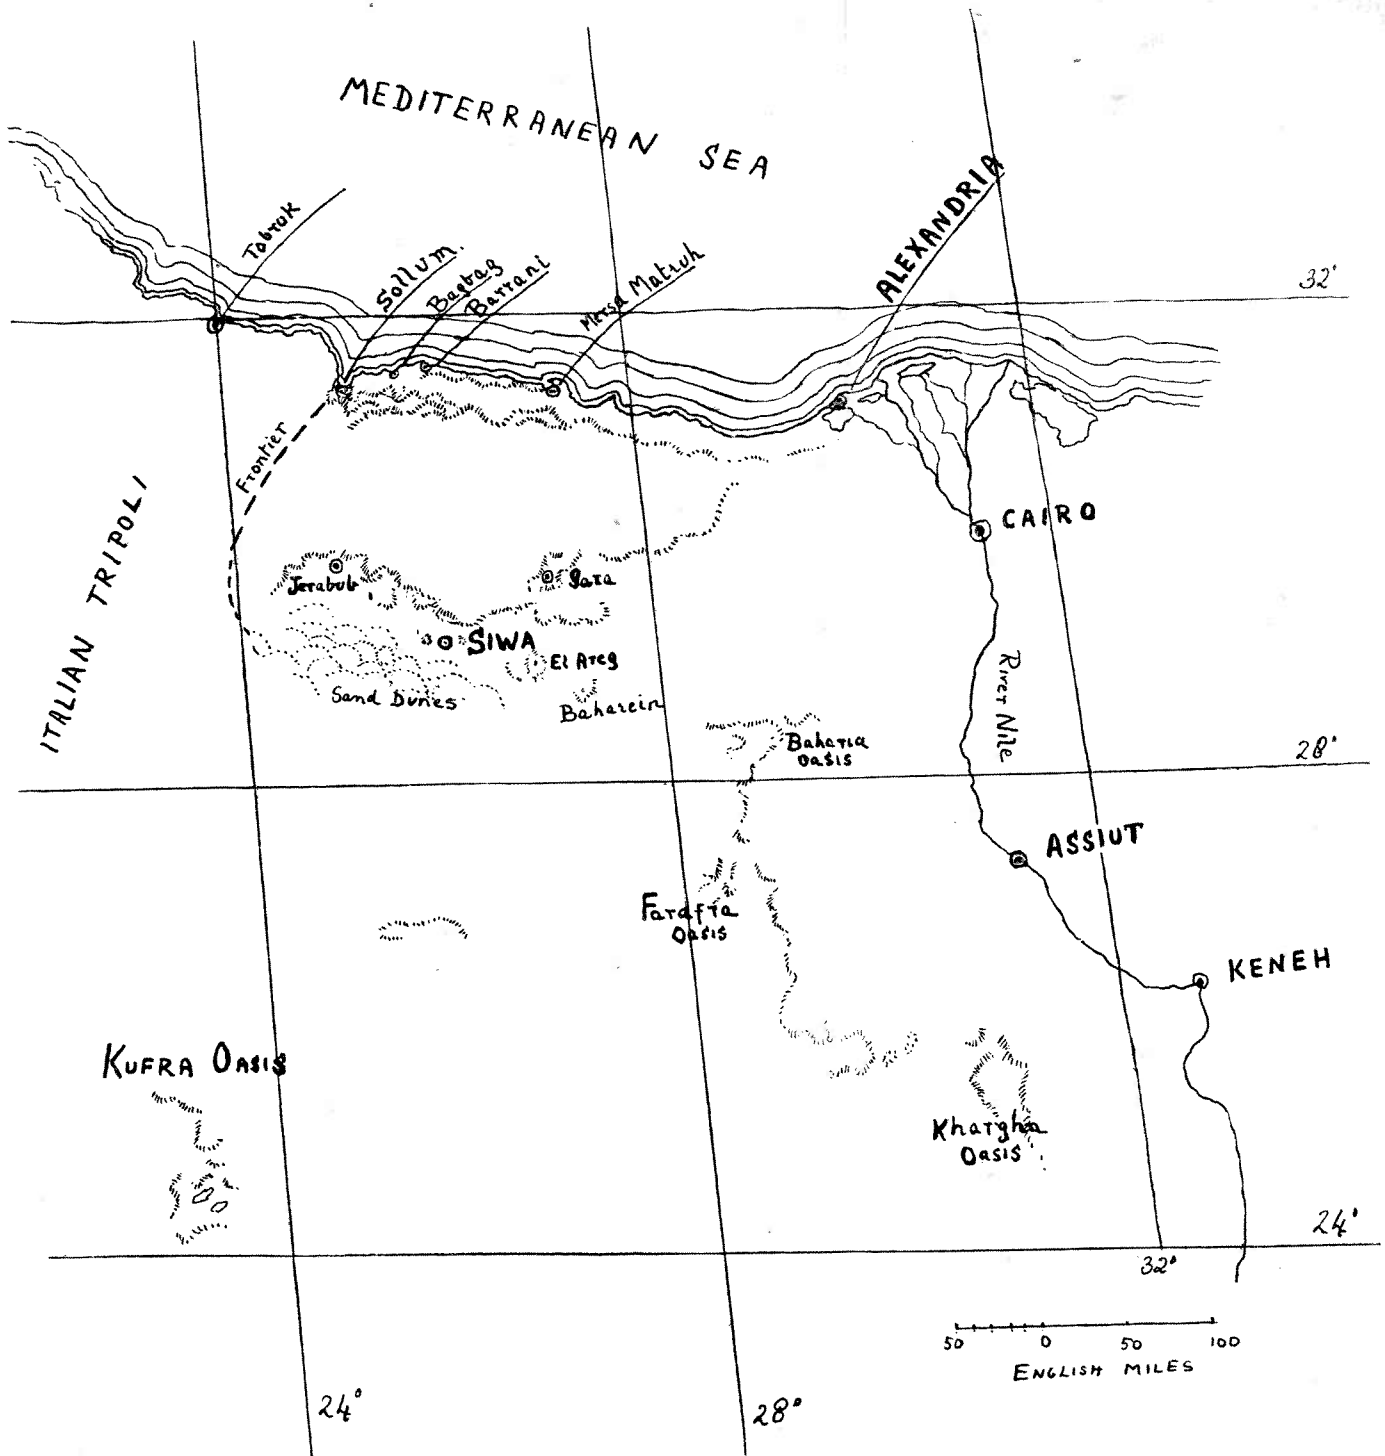 MEDITERRANEAN SEA
Tobruk
Sollum.
Bagbag
Barrani
Mersa Matruh
ALEXANDRIA
32°
Frontier
ITALIAN TRIPOLI
CAIRO
Jerabub
Gara
SIWA
El Areg
Sand Dunes
Baharein
River Nile
Baharia
Oasis
28°
ASSIUT
Farafra
Oasis
KENEH
KUFRA OASIS
Khargha
Oasis
24°
32°
50 0 50 100
ENGLISH MILES
24°
28°